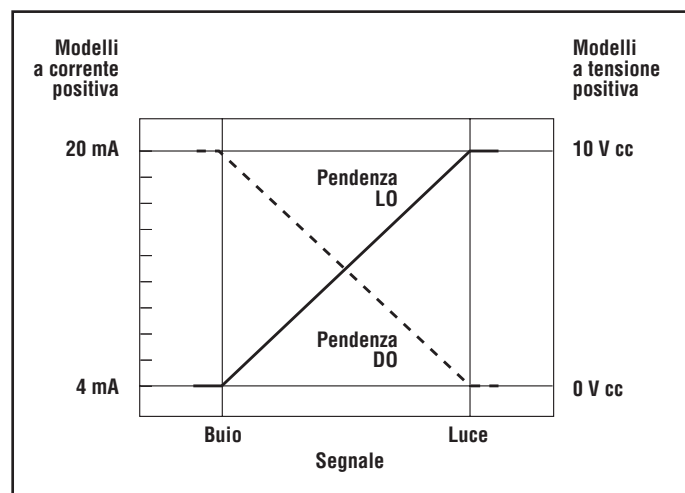 Modelli
a corrente
positiva
Modelli
a tensione
positiva
20 mA
10 V cc
Pendenza
LO
Pendenza
DO
4 mA
0 V cc
Buio
Luce
Segnale